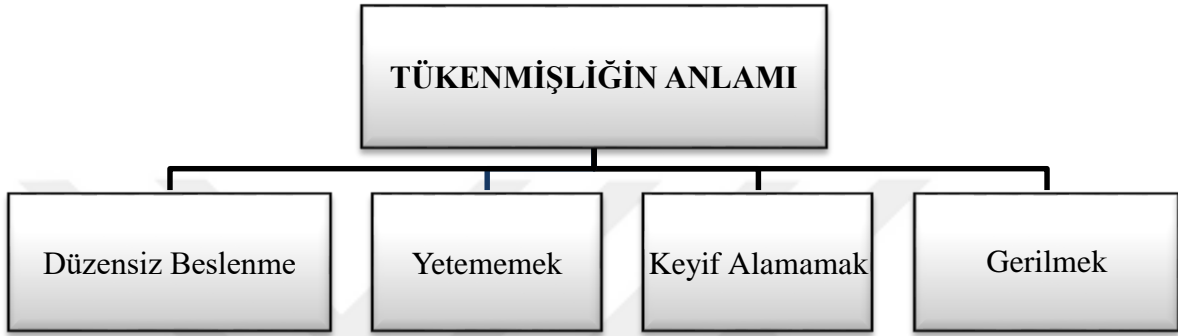 TÜKENMİŞLİĞİN ANLAMI
Düzensiz Beslenme
Yetememek
Keyif Alamamak
Gerilmek